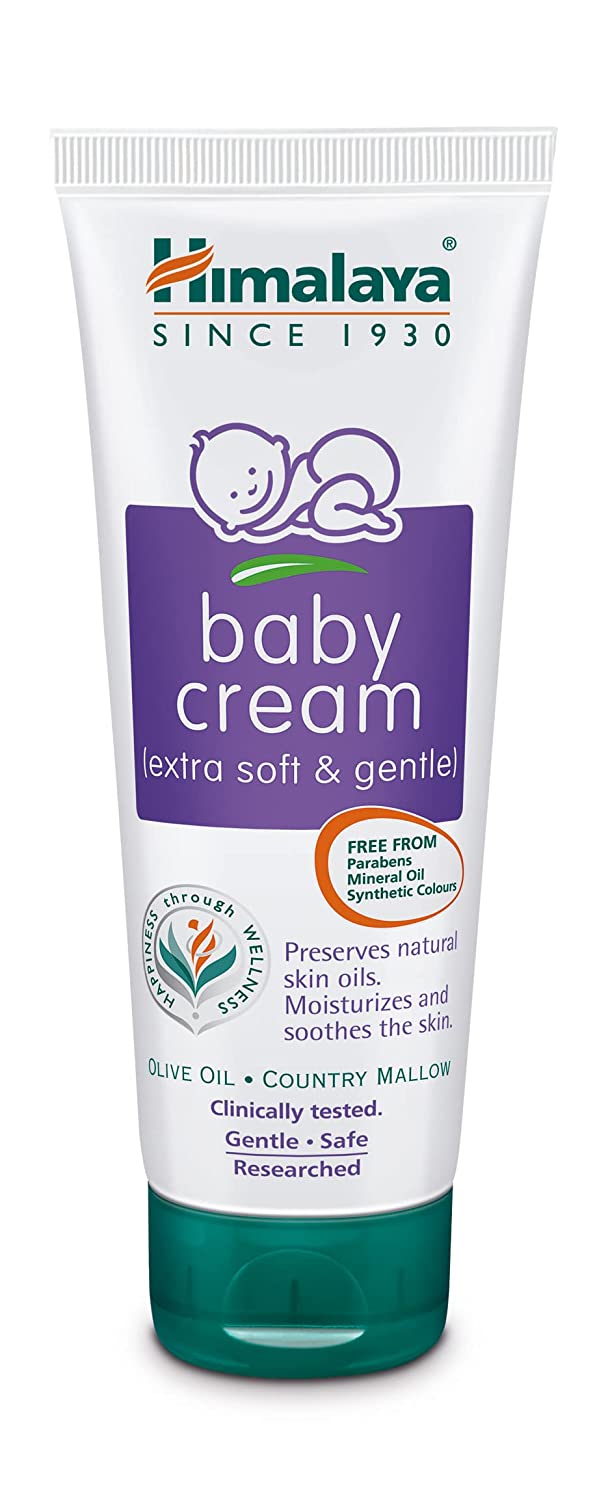 Himalaya®
SINCE 1930
baby
cream
(extra soft & gentle)
FREE FROM
Parabens
Mineral Oil
Synthetic Colours
HAPPINESS through WELLNESS
Preserves natural
skin oils.
Moisturizes and
soothes the skin.
OLIVE OIL • COUNTRY MALLOW
Clinically tested.
Gentle • Safe
Researched